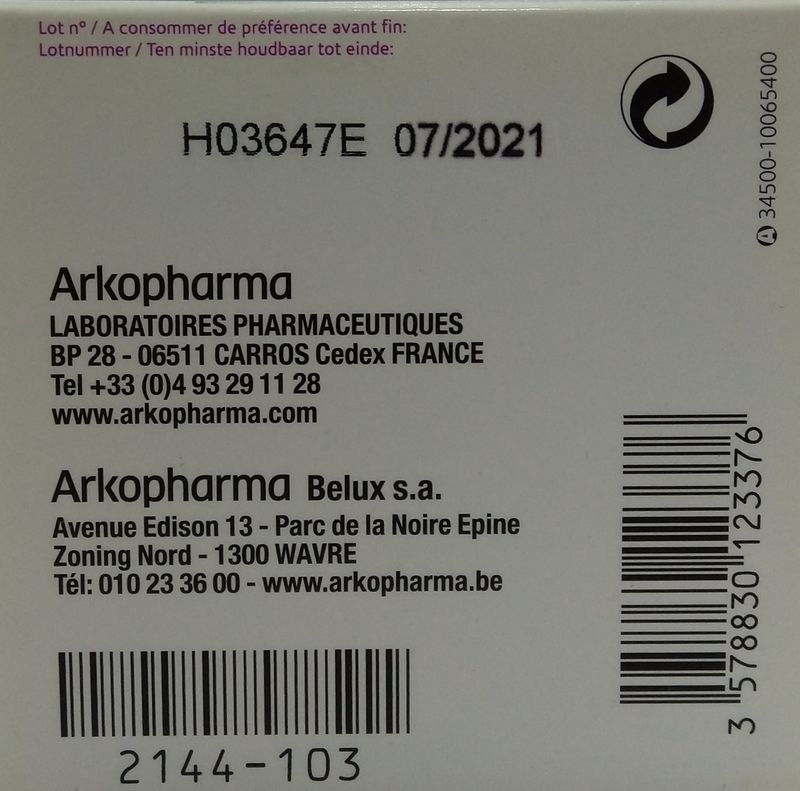 Lot n° / A consommer de préférence avant fin:
Lotnummer / Ten minste houdbaar tot einde:
H03647E 07/2021
34500-10065400
Arkopharma
LABORATOIRES PHARMACEUTIQUES
BP 28 - 06511 CARROS Cedex FRANCE
Tel +33 (0)4 93 29 11 28
www.arkopharma.com
Arkopharma Belux s.a.
Avenue Edison 13 - Parc de la Noire Epine
Zoning Nord - 1300 WAVRE
Tél: 010 23 36 00 - www.arkopharma.be
3 578830 123376
2144-103